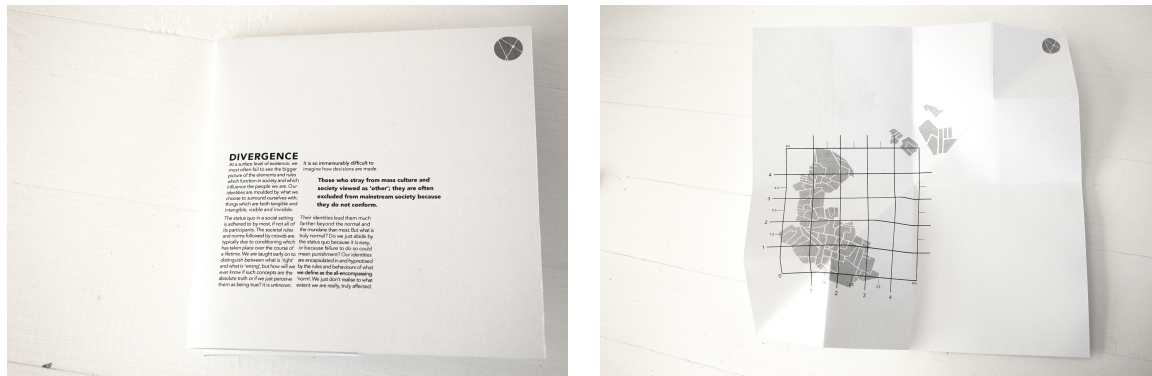 DIVERGENCE
At a surface level of existence, we
most often fail to see the bigger
picture of the elements and rules
which function in society and which
influence the people we are. Our
identities are moulded by what we
choose to surround ourselves with;
things which are both tangible and
intangible, visible and invisible.
The status quo in a social setting
is adhered to by most, if not all of
its participants. The societal rules
and norms followed by crowds are
typically due to conditioning which
has taken place over the course of
a lifetime. We are taught early on to
distinguish between what is 'right'
and what is 'wrong', but how will we
ever know if such concepts are the
absolute truth or if we just perceive
them as being true? It is unknown.
It is so immensurably difficult to
imagine how decisions are made.
Those who stray from mass culture and
society viewed as 'other'; they are often
excluded from mainstream society because
they do not conform.
Their identities lead them much
farther beyond the normal and
the mundane than most. But what is
truly normal? Do we just abide by
the status quo because it is easy,
or because failure to do so could
mean punishment? Our identities
are encapsulated in and hypnotised
by the rules and behaviours of what
we define as the all-encompassing
'norm'. We just don't realise to what
extent we are really, truly affected.
4
3
2
1
0
1
2
3
4